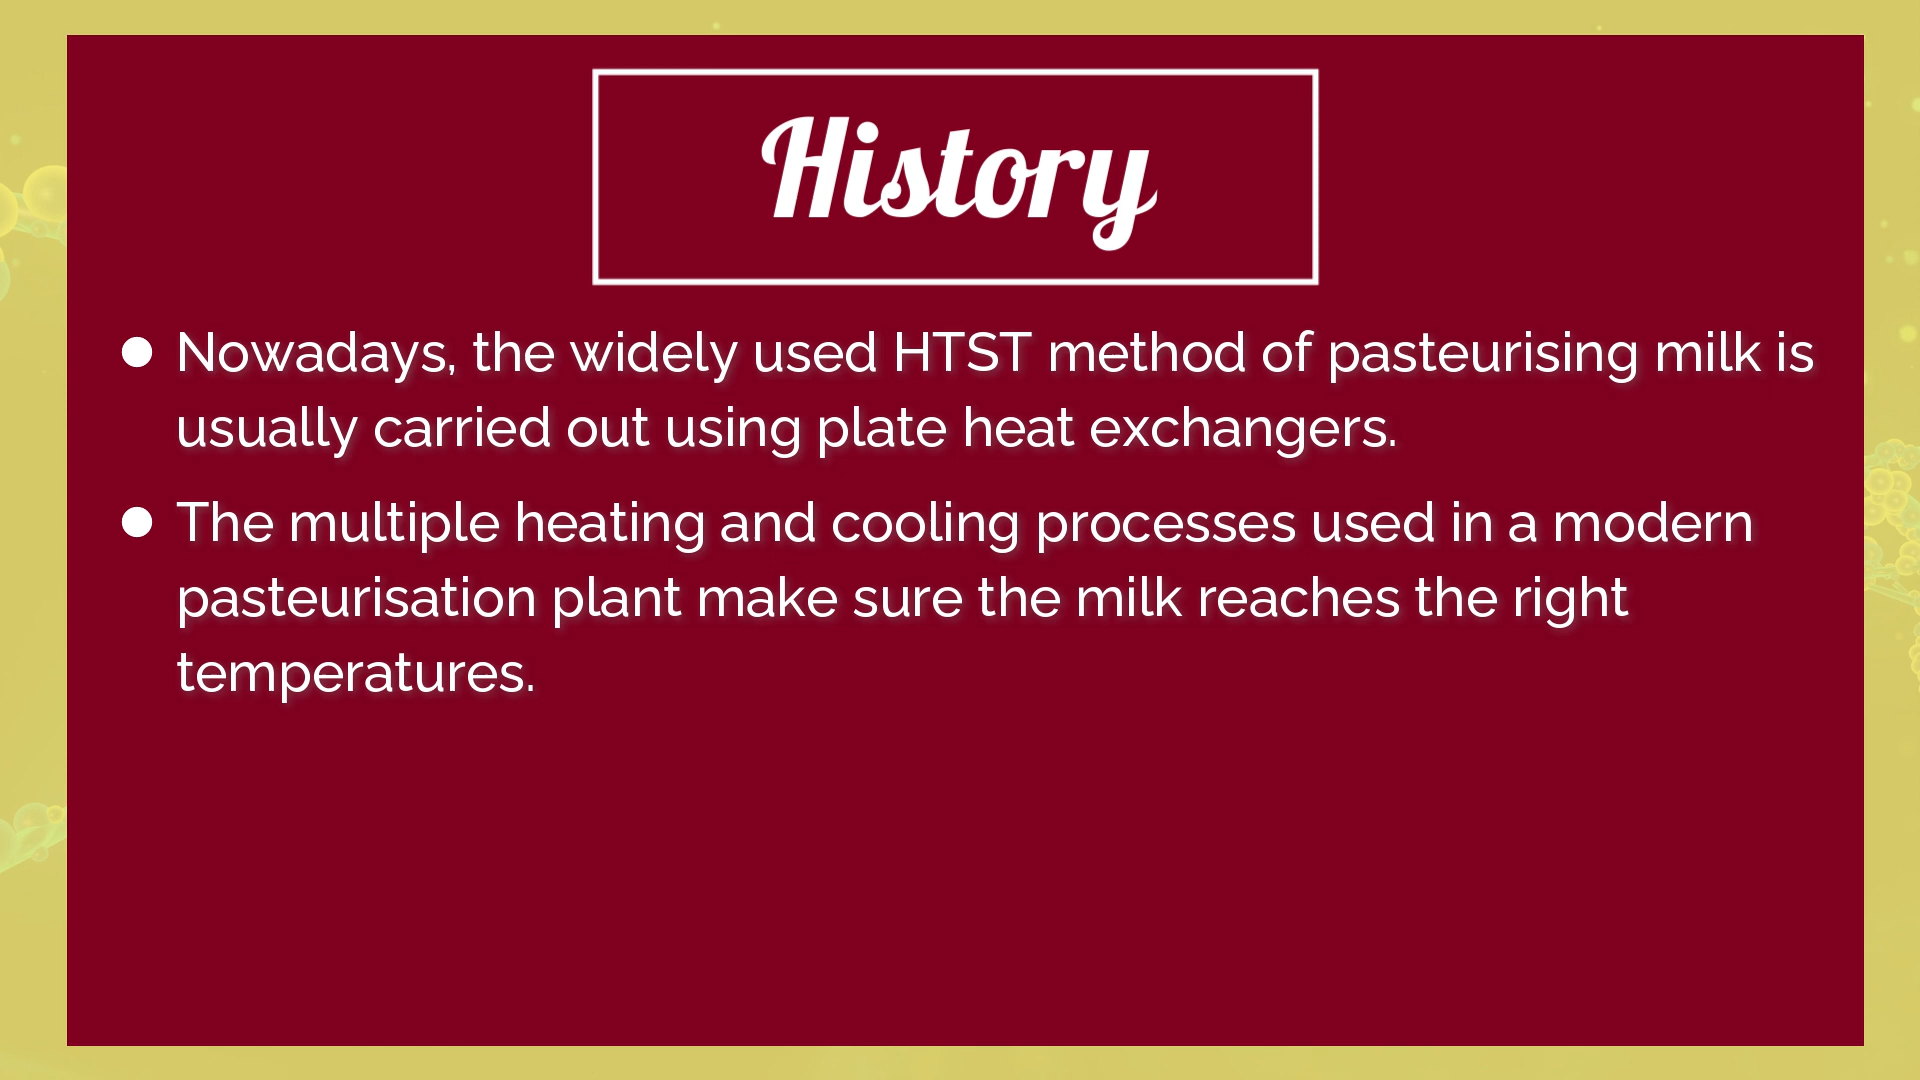 History
● Nowadays, the widely used HTST method of pasteurising milk is
usually carried out using plate heat exchangers.
● The multiple heating and cooling processes used in a modern
pasteurisation plant make sure the milk reaches the right
temperatures.